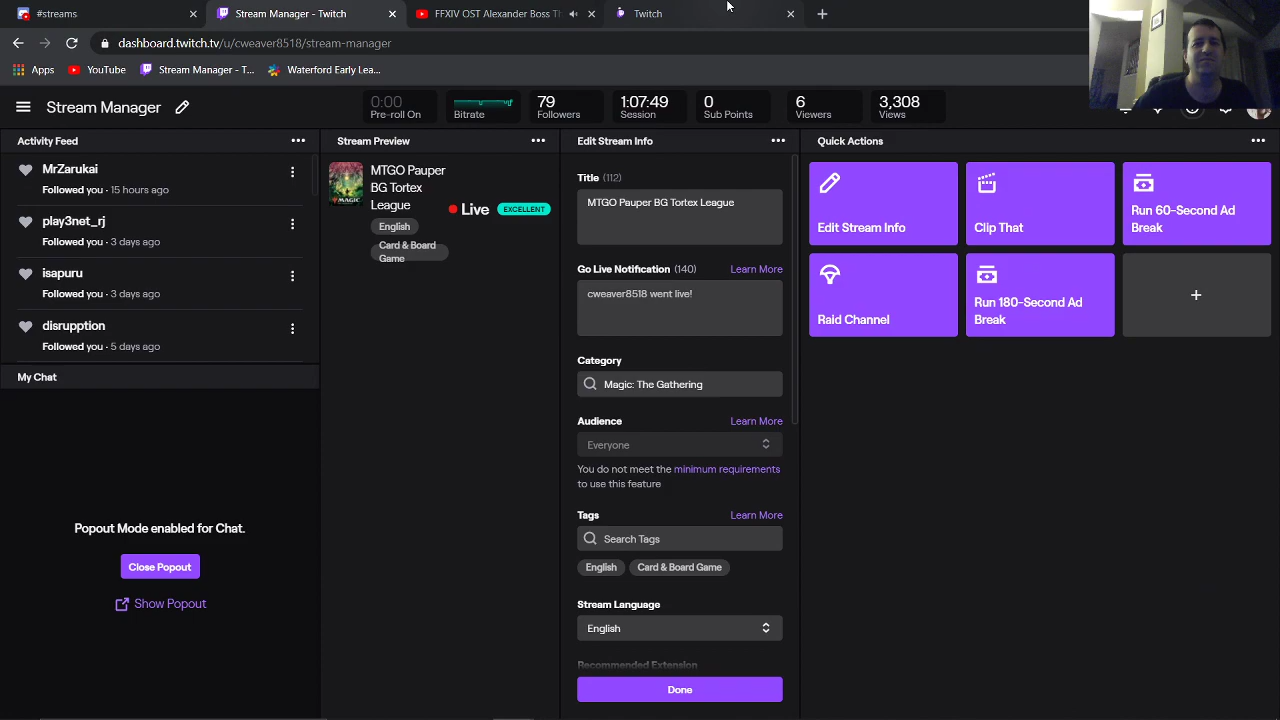 #streams
Stream Manager - Twitch
FFXIV OST Alexander Boss Th
Twitch
dashboard.twitch.tv/u/cweaver8518/stream-manager
Apps
YouTube
Stream Manager - T...
Waterford Early Lea...
Stream Manager
0:00
Pre-roll On
Bitrate
79
Followers
1:07:49
Session
0
Sub Points
6
Viewers
3,308
Views
Activity Feed
MrZarukai
Followed you · 15 hours ago
play3net_rj
Followed you · 3 days ago
isapuru
Followed you · 3 days ago
disrupption
Followed you · 5 days ago
My Chat
Popout Mode enabled for Chat.
Close Popout
Show Popout
Stream Preview
MAGIC
MTGO Pauper
BG Tortex
League
Live
EXCELLENT
English
Card & Board
Game
Edit Stream Info
Title (112)
MTGO Pauper BG Tortex League
Go Live Notification (140)
Learn More
cweaver8518 went live!
Category
Magic: The Gathering
Audience
Learn More
Everyone
You do not meet the minimum requirements
to use this feature
Tags
Learn More
Search Tags
English
Card & Board Game
Stream Language
English
Recommended Extension
Done
Quick Actions
Edit Stream Info
Clip That
Run 60-Second Ad
Break
Raid Channel
Run 180-Second Ad
Break